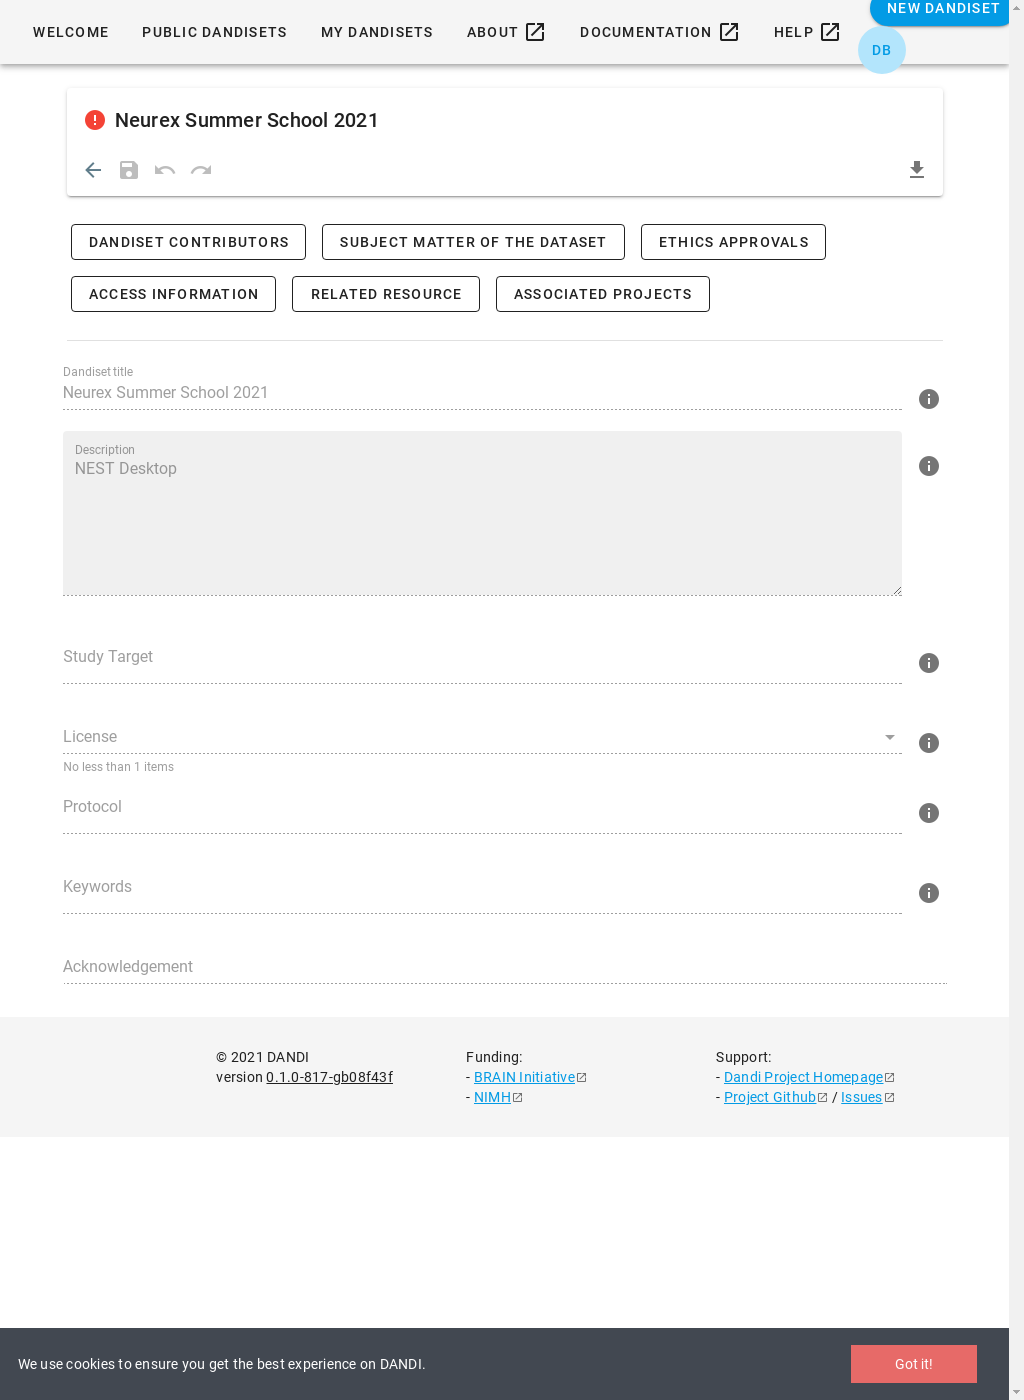 WELCOME PUBLIC DANDISETS MY DANDISETS ABOUT DOCUMENTATION HELP NEW DANDISET
DB
Neurex Summer School 2021
DANDISET CONTRIBUTORS SUBJECT MATTER OF THE DATASET ETHICS APPROVALS
ACCESS INFORMATION RELATED RESOURCE ASSOCIATED PROJECTS
Dandiset title
Neurex Summer School 2021
Description
NEST Desktop
Study Target
License
No less than 1 items
Protocol
Keywords
Acknowledgement
© 2021 DANDI
version 0.1.0-817-gb08f43f
Funding:
- BRAIN Initiative
- NIMH
Support:
- Dandi Project Homepage
- Project Github / Issues
We use cookies to ensure you get the best experience on DANDI. Got it!